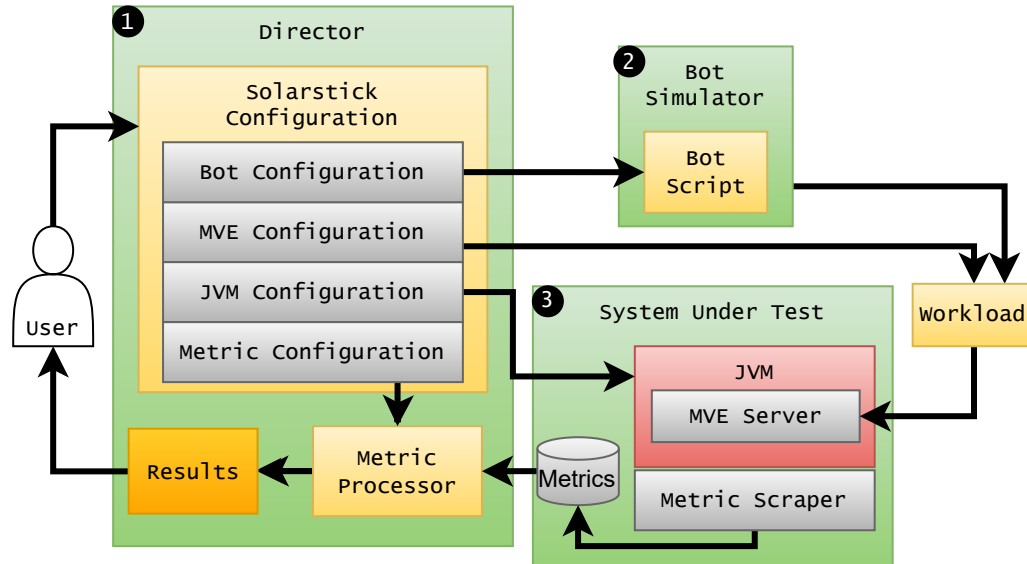 1
Director
Solarstick
Configuration
Bot Configuration
MVE Configuration
JVM Configuration
Metric Configuration
User
Results
Metric
Processor
2
Bot
Simulator
Bot
Script
Workload
3
System Under Test
JVM
MVE Server
Metric Scraper
Metrics